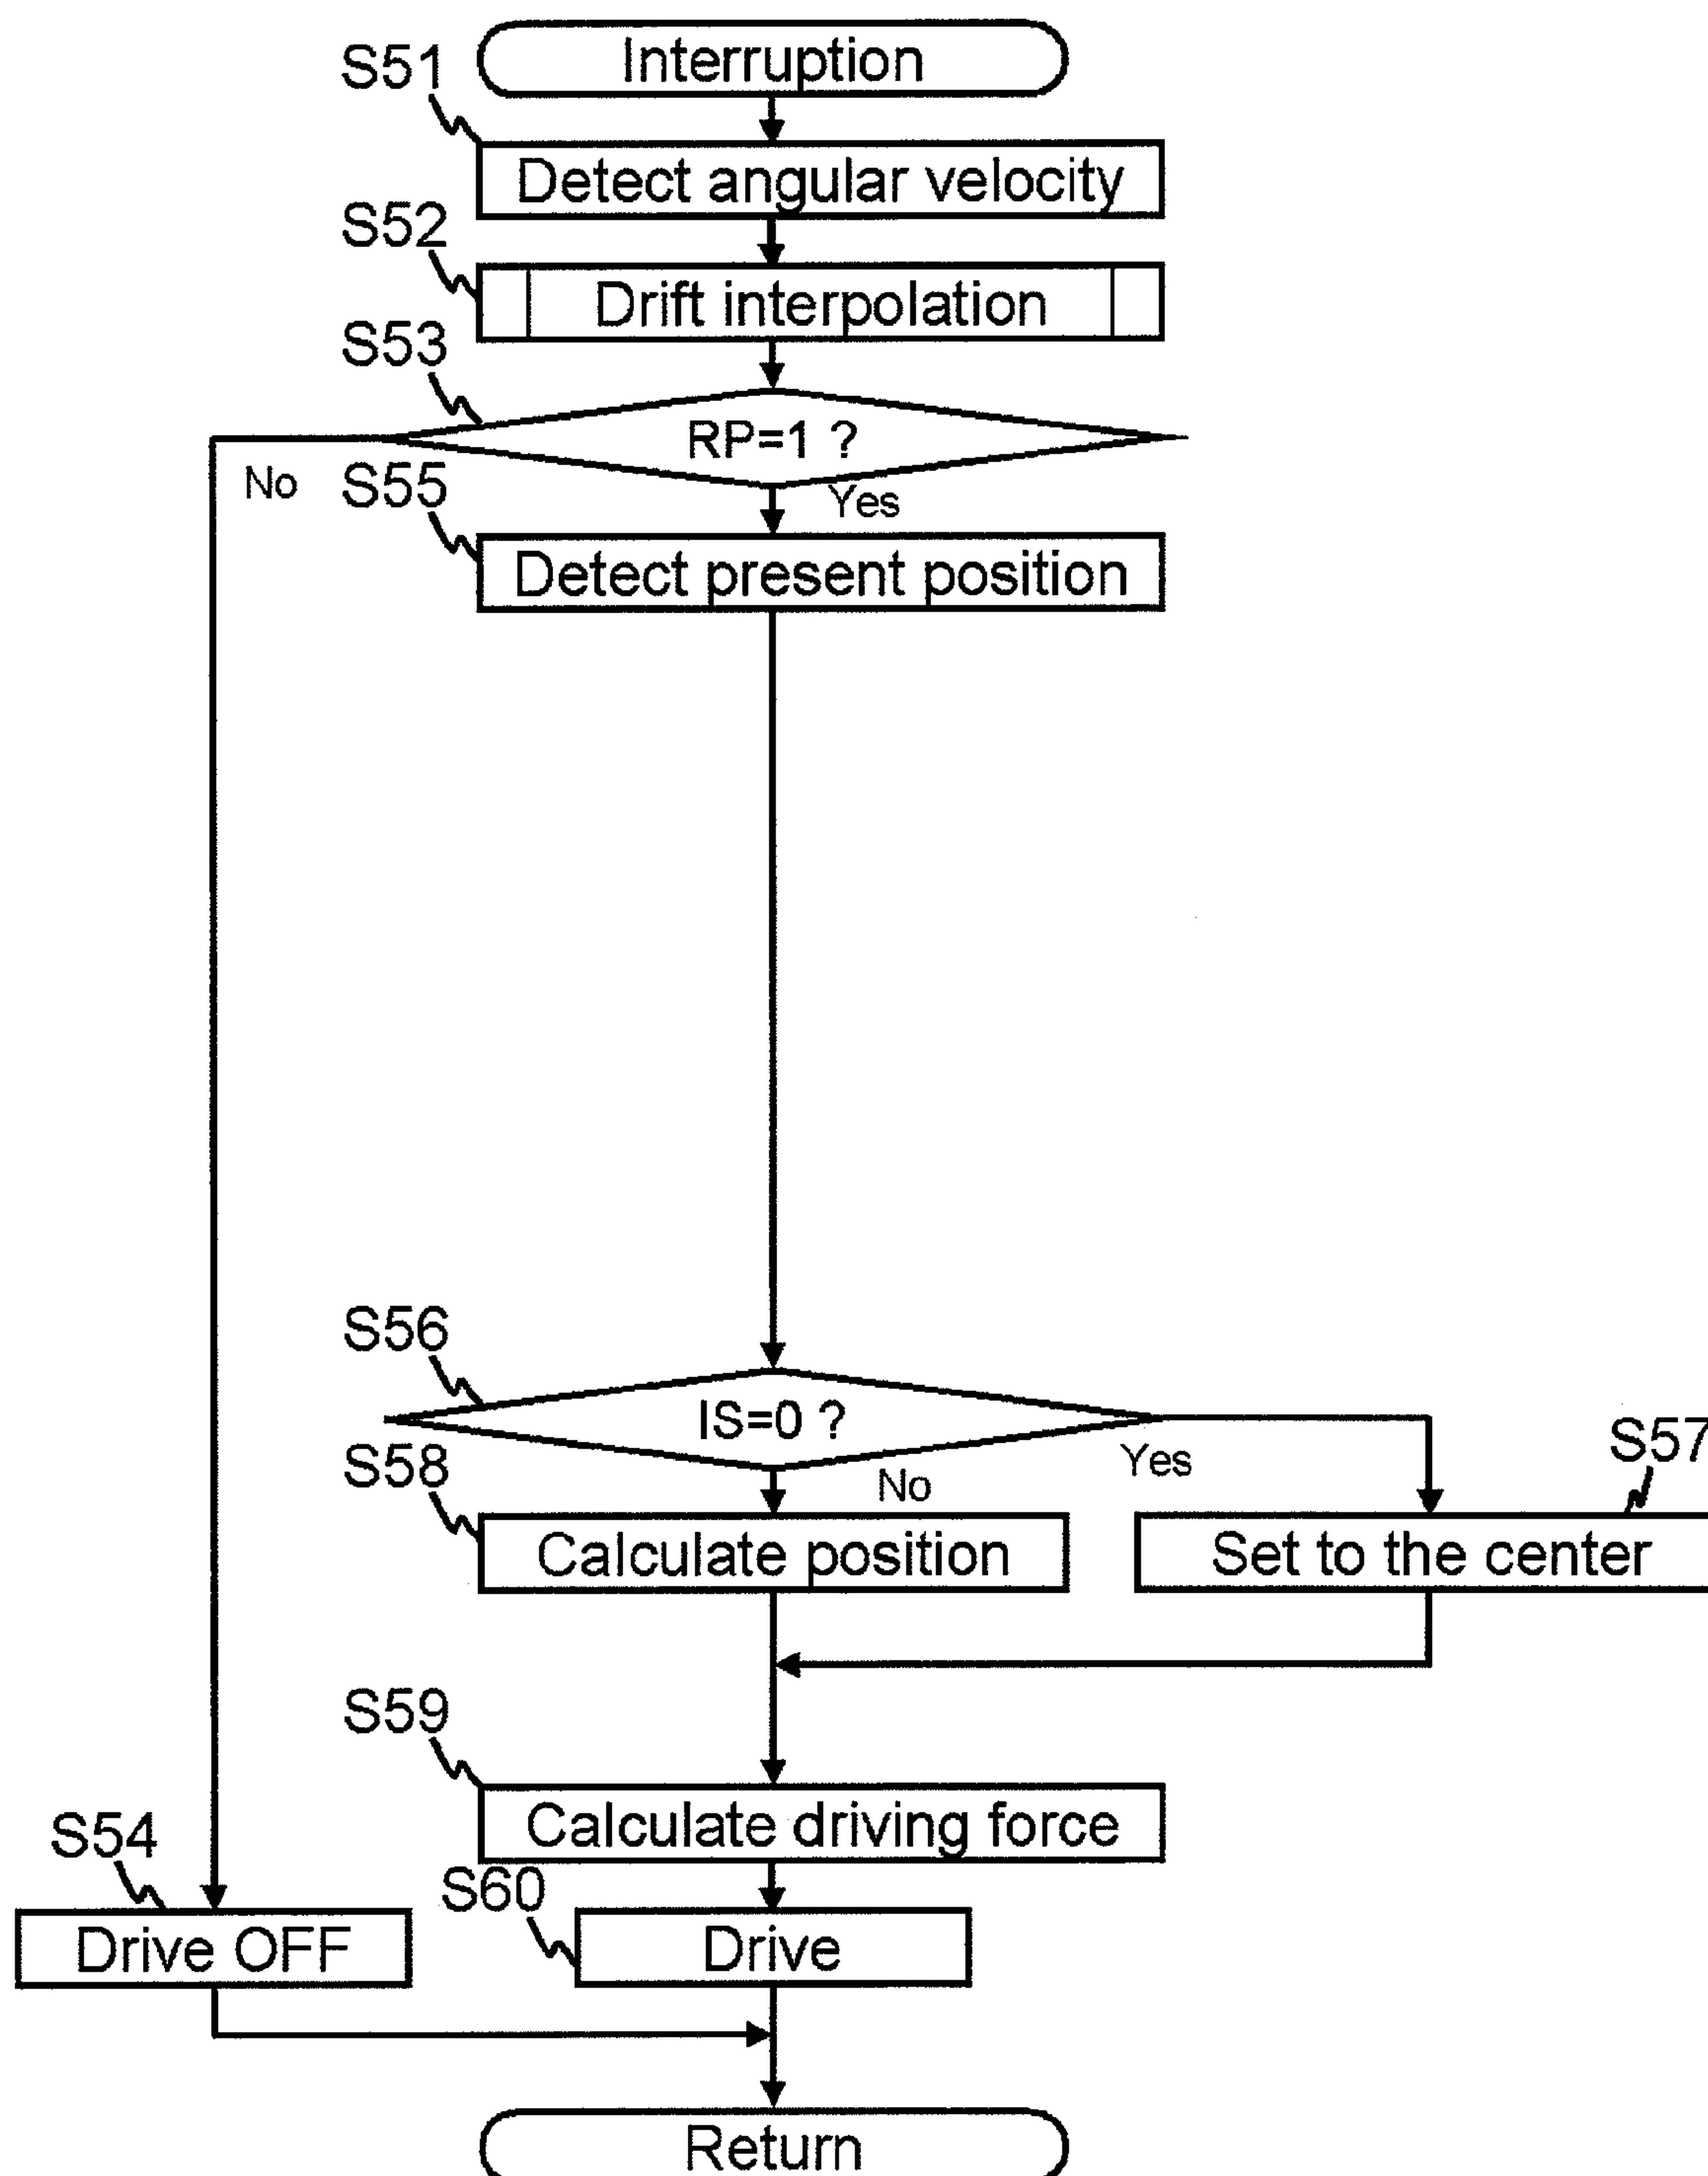 Interruption
S51
Detect angular velocity
S52
Drift interpolation
S53
RP=1 ?
No
Yes
S55
Detect present position
S56
IS=0 ?
Yes
No
S57
S58
Calculate position
Set to the center
S59
Calculate driving force
S54
S60
Drive OFF
Drive
Return